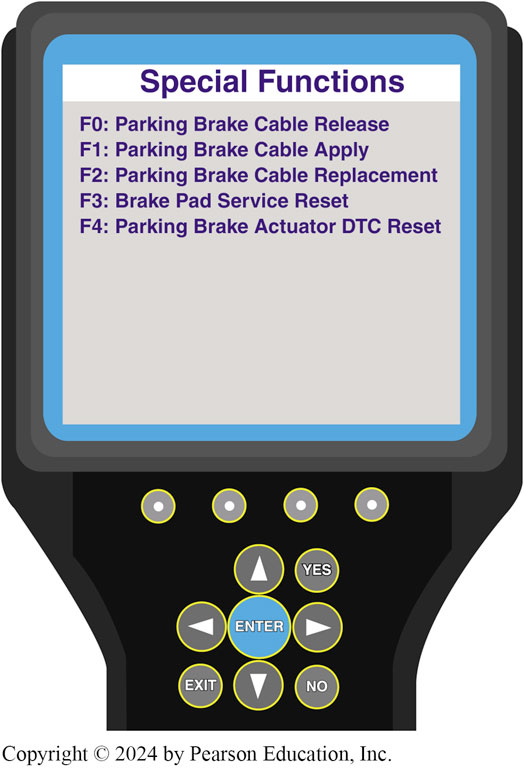 Special Functions
F0: Parking Brake Cable Release
F1: Parking Brake Cable Apply
F2: Parking Brake Cable Replacement
F3: Brake Pad Service Reset
F4: Parking Brake Actuator DTC Reset
YES
ENTER
EXIT
NO
Copyright © 2024 by Pearson Education, Inc.